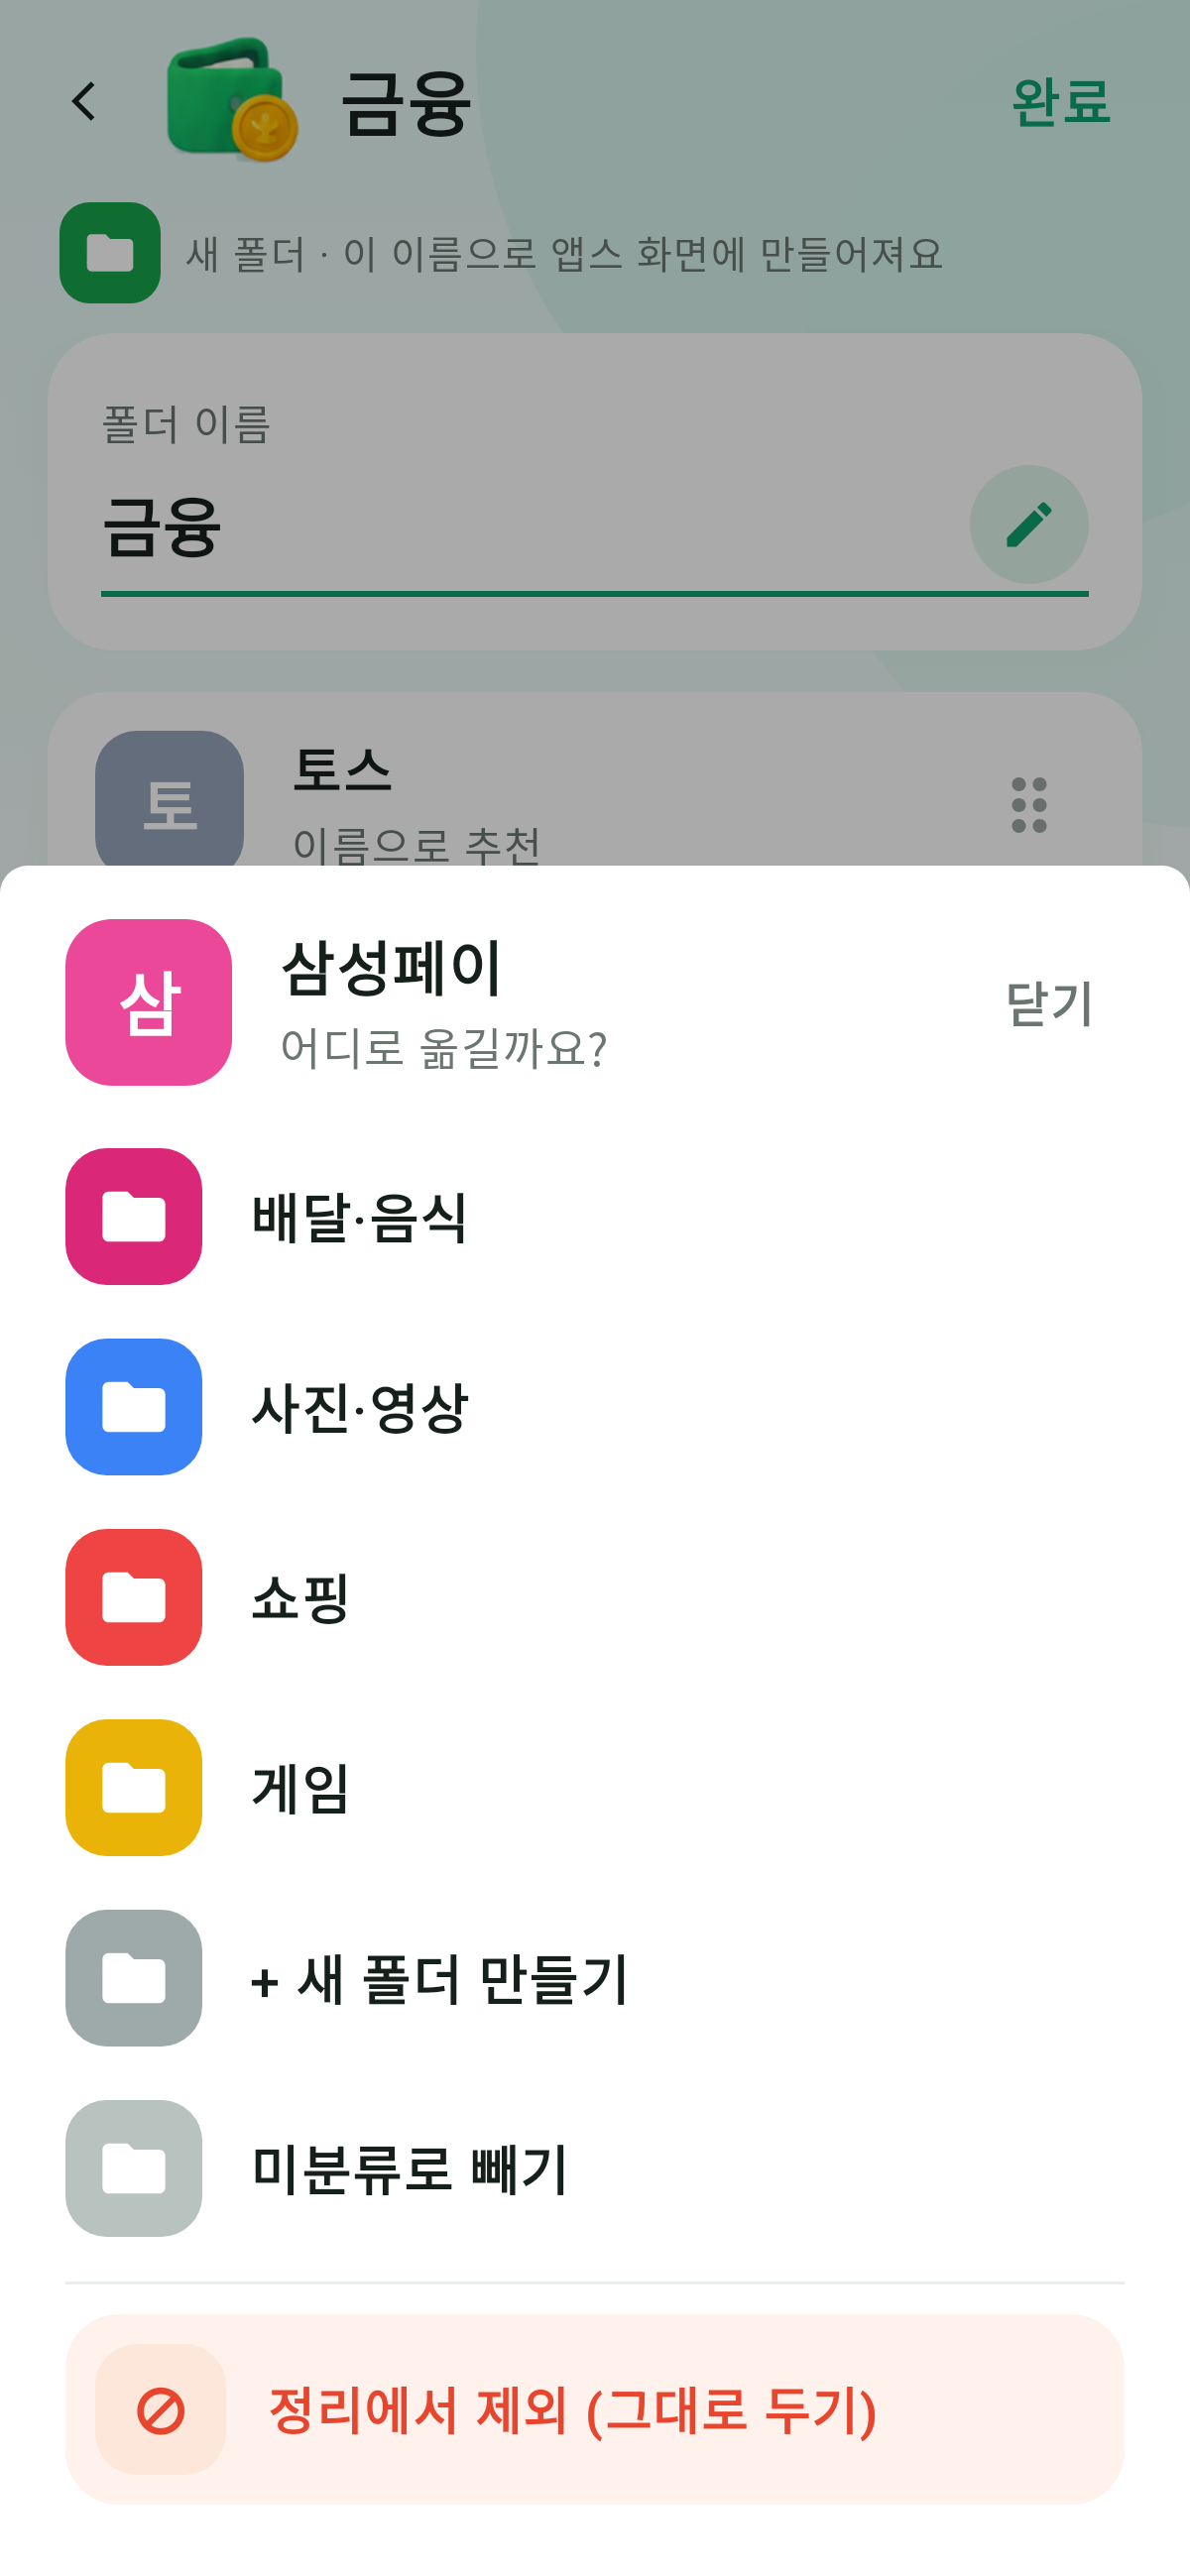 금융
완료
새 폴더 · 이 이름으로 앱스 화면에 만들어져요
폴더 이름
금융
토
토스
이름으로 추천
삼
삼성페이
어디로 옮길까요?
닫기
배달·음식
사진·영상
쇼핑
게임
+ 새 폴더 만들기
미분류로 빼기
정리에서 제외 (그대로 두기)